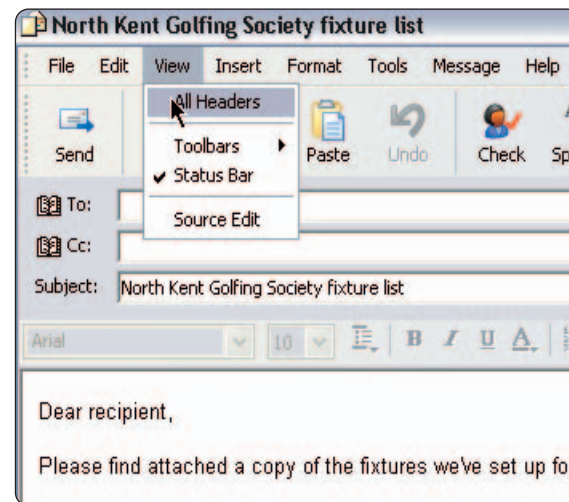 North Kent Golfing Society fixture list
File Edit View Insert Format Tools Message Help
All Headers
Toolbars
Status Bar
Source Edit
Send Paste Undo Check Sp
To:
Cc:
Subject: North Kent Golfing Society fixture list
Arial 10 B I U A
Dear recipient,
Please find attached a copy of the fixtures we've set up fo